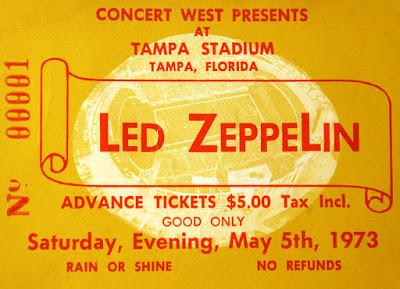 CONCERT WEST PRESENTS
AT
TAMPA STADIUM
TAMPA, FLORIDA
No 00001
LED ZEPPELIN
ADVANCE TICKETS $5.00 Tax Incl.
GOOD ONLY
Saturday, Evening, May 5th, 1973
RAIN OR SHINE NO REFUNDS